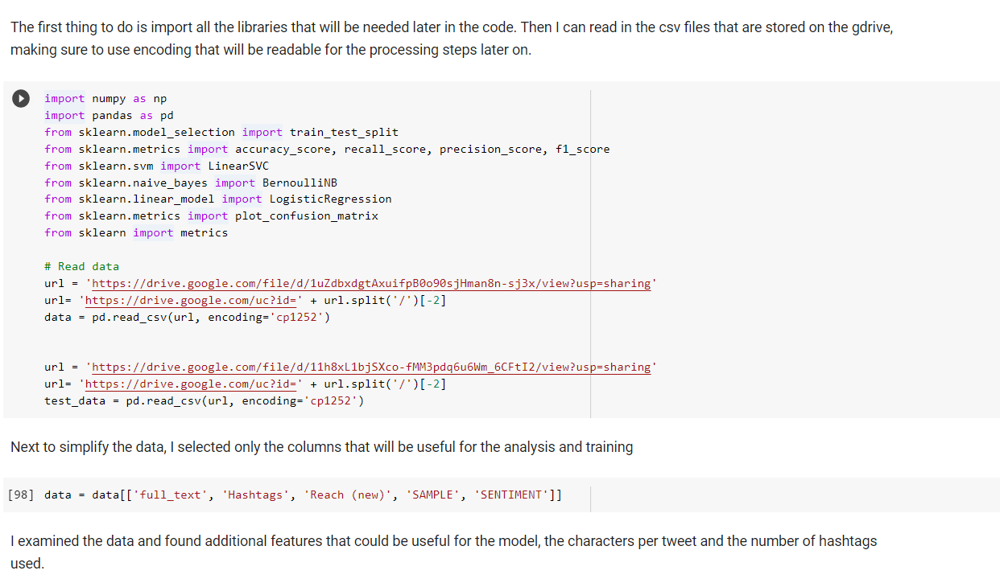 The first thing to do is import all the libraries that will be needed later in the code. Then I can read in the csv files that are stored on the gdrive,
making sure to use encoding that will be readable for the processing steps later on.
import numpy as np
import pandas as pd
from sklearn.model_selection import train_test_split
from sklearn.metrics import accuracy_score, recall_score, precision_score, f1_score
from sklearn.svm import LinearSVC
from sklearn.naive_bayes import BernoulliNB
from sklearn.linear_model import LogisticRegression
from sklearn.metrics import plot_confusion_matrix
from sklearn import metrics
# Read data
url = 'https://drive.google.com/file/d/1uZdbxdgtAxuifpB0o90sjHman8n-sj3x/view?usp=sharing'
url= 'https://drive.google.com/uc?id=' + url.split('/')[-2]
data = pd.read_csv(url, encoding='cp1252')
url = 'https://drive.google.com/file/d/11h8xL1bjSXco-fMM3pdq6u6Wm_6CFtI2/view?usp=sharing'
url= 'https://drive.google.com/uc?id=' + url.split('/')[-2]
test_data = pd.read_csv(url, encoding='cp1252')
Next to simplify the data, I selected only the columns that will be useful for the analysis and training
[98] data = data[['full_text', 'Hashtags', 'Reach (new)', 'SAMPLE', 'SENTIMENT']]
I examined the data and found additional features that could be useful for the model, the characters per tweet and the number of hashtags
used.